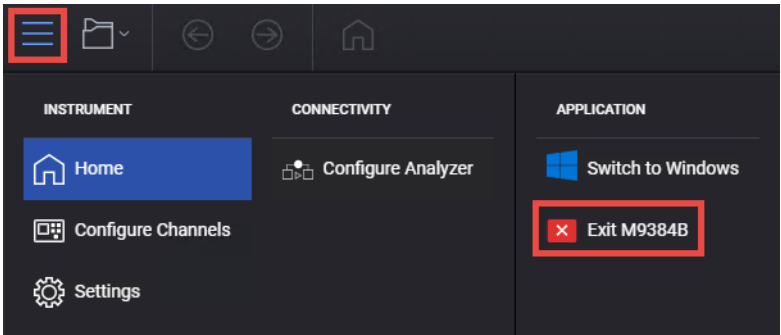 INSTRUMENT
Home
Configure Channels
Settings
CONNECTIVITY
Configure Analyzer
APPLICATION
Switch to Windows
Exit M9384B